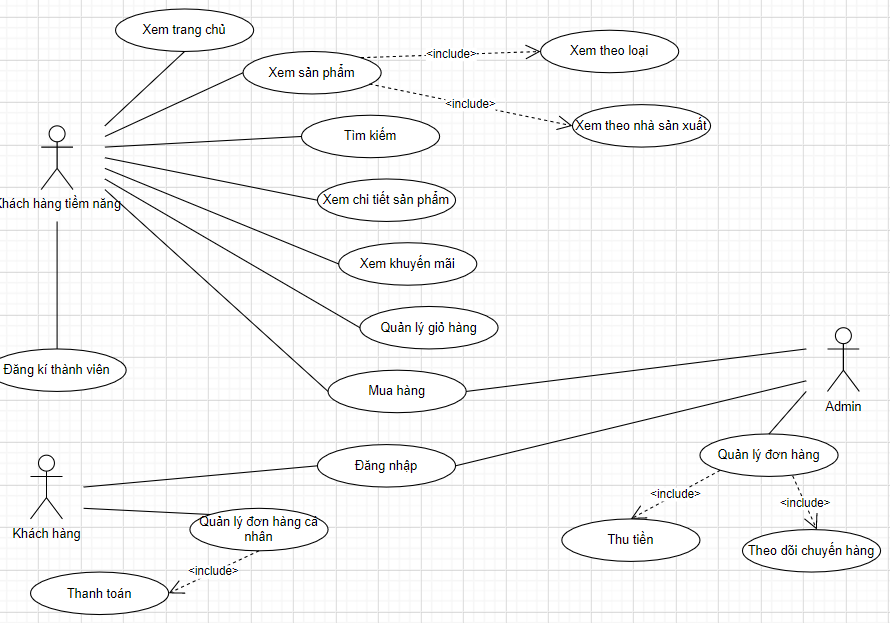 Xem trang chủ
Xem sản phẩm
<include>
Xem theo loại
<include>
Xem theo nhà sản xuất
Tìm kiếm
Xem chi tiết sản phẩm
Khách hàng tiềm năng
Xem khuyến mãi
Quản lý giỏ hàng
Đăng kí thành viên
Mua hàng
Admin
Đăng nhập
Quản lý đơn hàng
<include>
<include>
Khách hàng
Quản lý đơn hàng cá
nhân
Thu tiền
Theo dõi chuyến hàng
<include>
Thanh toán